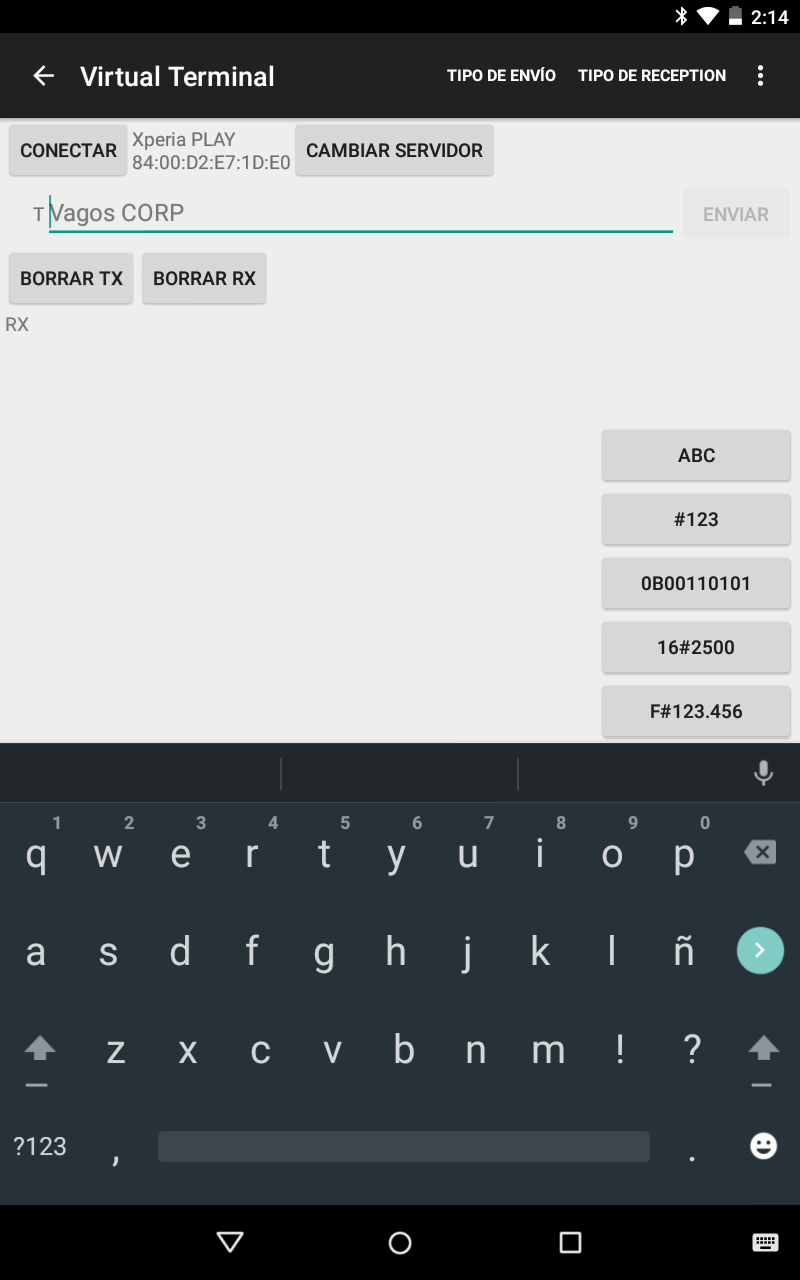 2:14
Virtual Terminal TIPO DE ENVÍO TIPO DE RECEPTION
CONECTAR Xperia PLAY 84:00:D2:E7:1D:E0 CAMBIAR SERVIDOR
T Vagos CORP ENVIAR
BORRAR TX BORRAR RX
RX
ABC
#123
0B00110101
16#2500
F#123.456
1 2 3 4 5 6 7 8 9 0
q w e r t y u i o p
a s d f g h j k l ñ
z x c v b n m ! ?
?123 , .